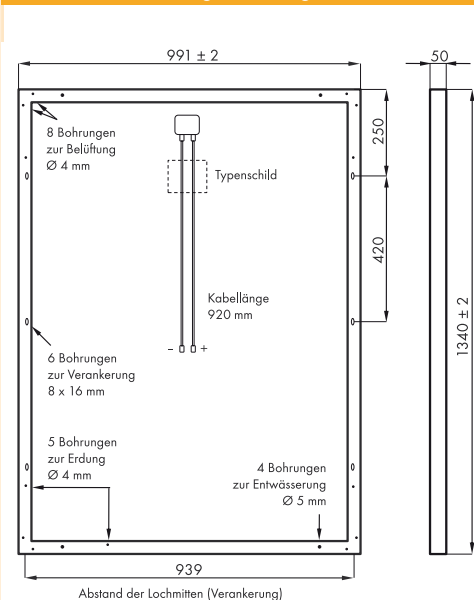 991 ± 2
50
8 Bohrungen
zur Belüftung
Ø 4 mm
250
Typenschild
420
Kabellänge
920 mm
– +
1340 ± 2
6 Bohrungen
zur Verankerung
8 x 16 mm
5 Bohrungen
zur Erdung
Ø 4 mm
4 Bohrungen
zur Entwässerung
Ø 5 mm
939
Abstand der Lochmitten (Verankerung)